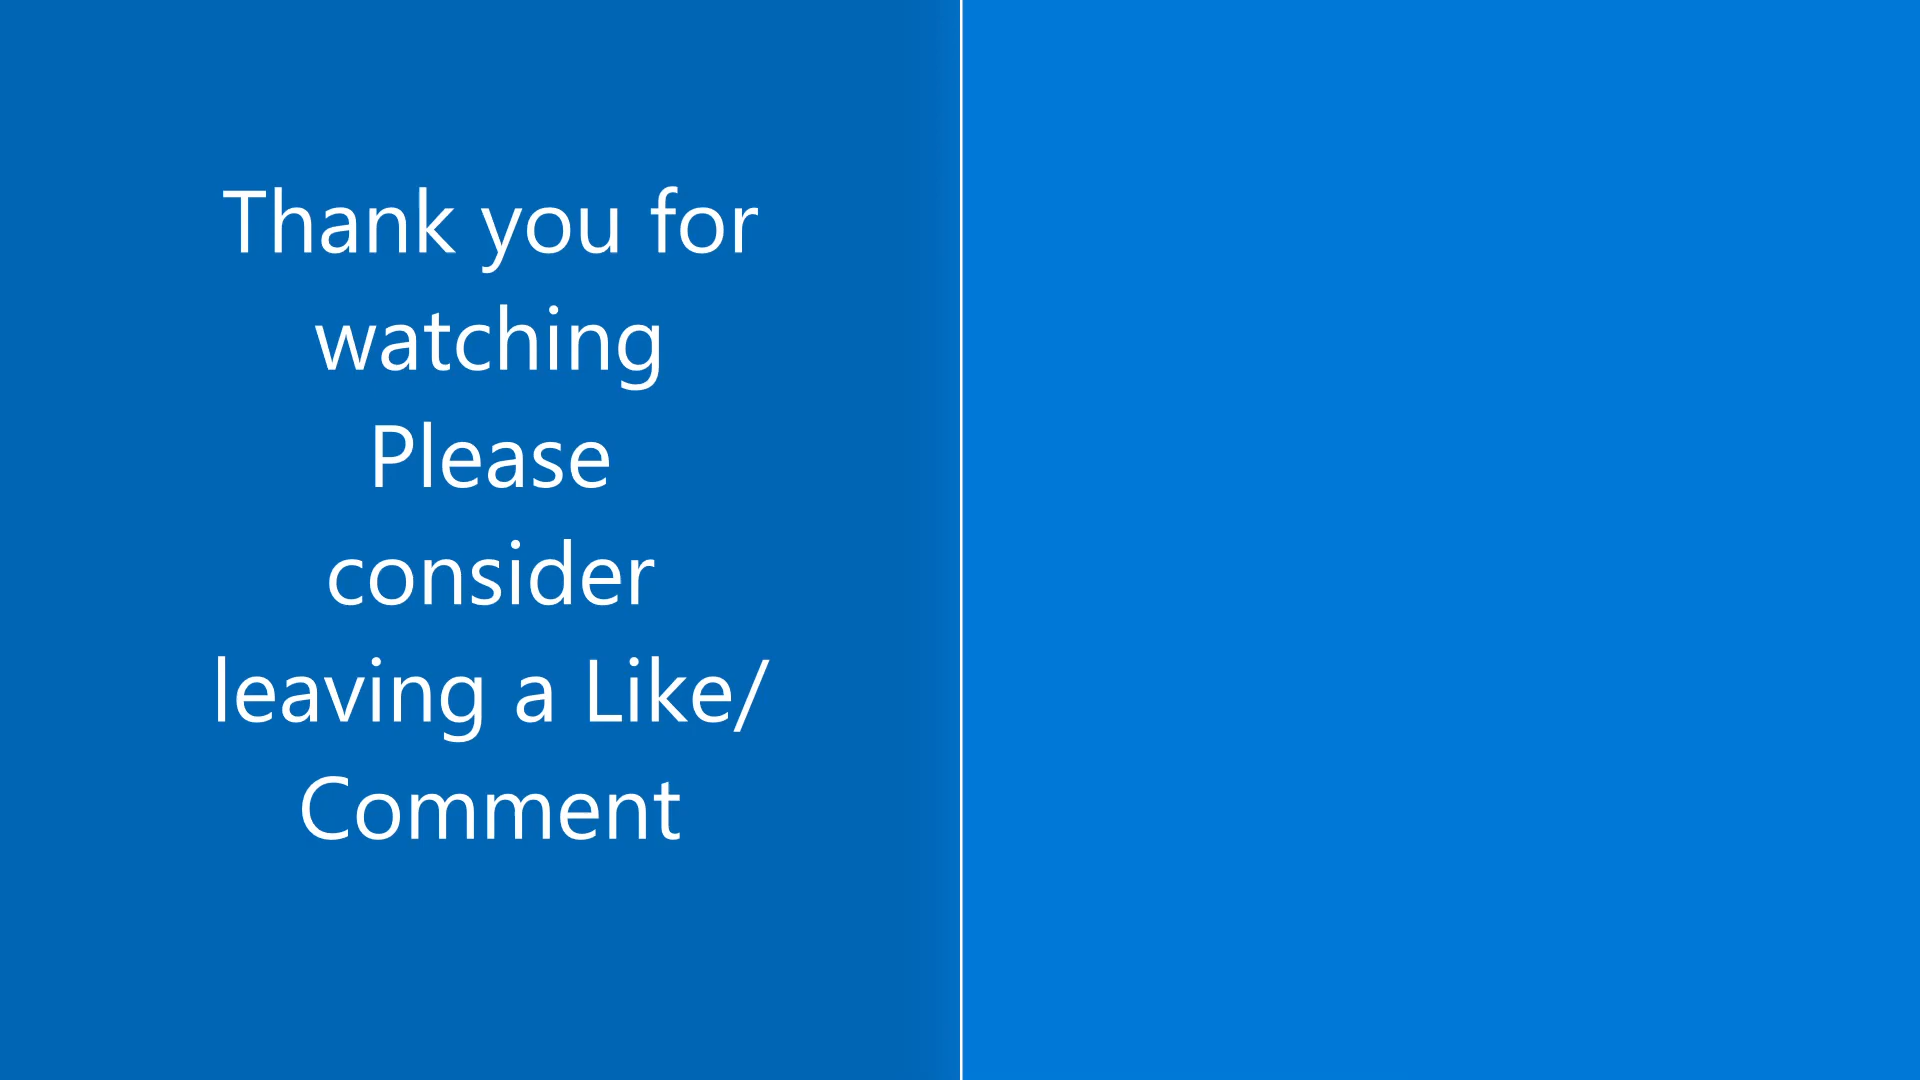 Thank you for
watching
Please
consider
leaving a Like/
Comment